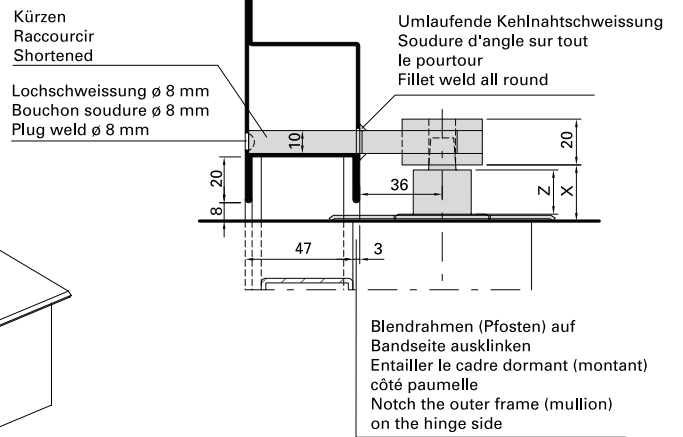 Kürzen
Raccourcir
Shortened
Lochschweissung ø 8 mm
Bouchon soudure ø 8 mm
Plug weld ø 8 mm
Umlaufende Kehlnahtschweissung
Soudure d'angle sur tout
le pourtour
Fillet weld all round
10
20
20
36
Z
X
8
47
3
Blendrahmen (Pfosten) auf
Bandseite ausklinken
Entailler le cadre dormant (montant)
côté paumelle
Notch the outer frame (mullion)
on the hinge side